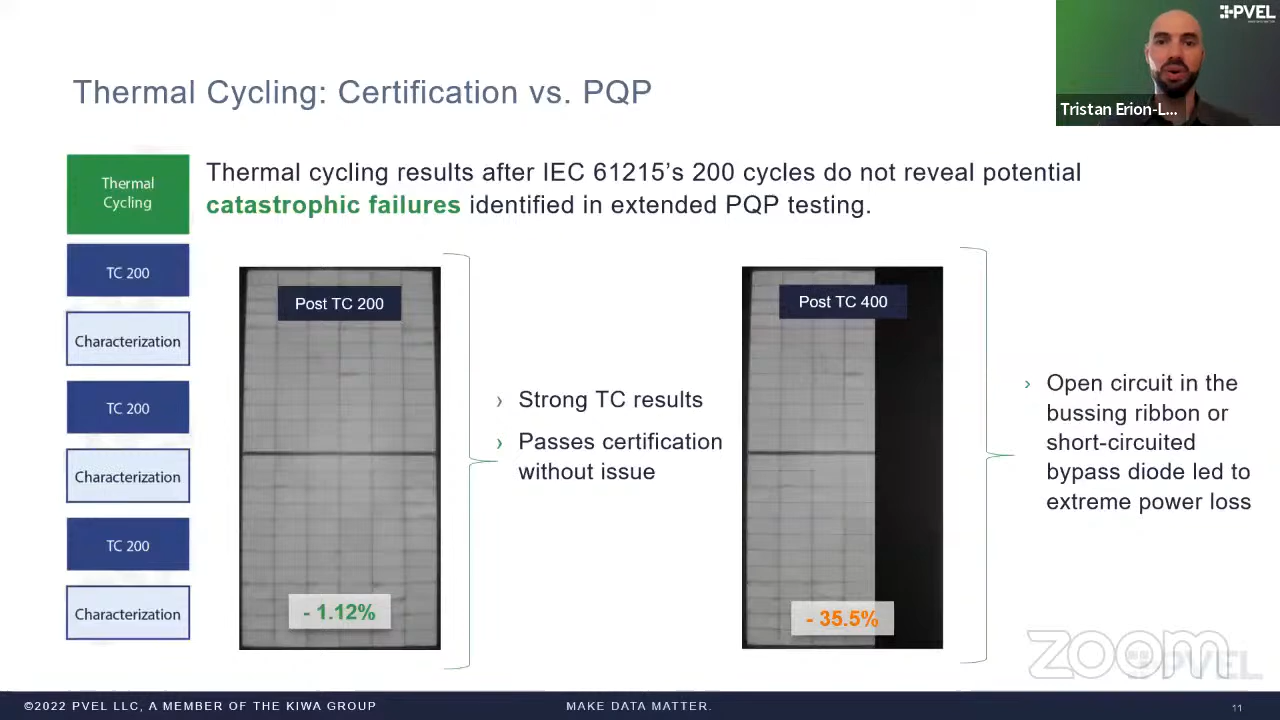 PVEL
Tristan Erion-L...
Thermal Cycling: Certification vs. PQP
Thermal
Cycling
TC 200
Characterization
TC 200
Characterization
TC 200
Characterization
Thermal cycling results after IEC 61215’s 200 cycles do not reveal potential
catastrophic failures identified in extended PQP testing.
Post TC 200
- 1.12%
› Strong TC results
› Passes certification
without issue
Post TC 400
- 35.5%
› Open circuit in the
bussing ribbon or
short-circuited
bypass diode led to
extreme power loss
zoom
PVEL
©2022 PVEL LLC, A MEMBER OF THE KIWA GROUP
MAKE DATA MATTER.
11